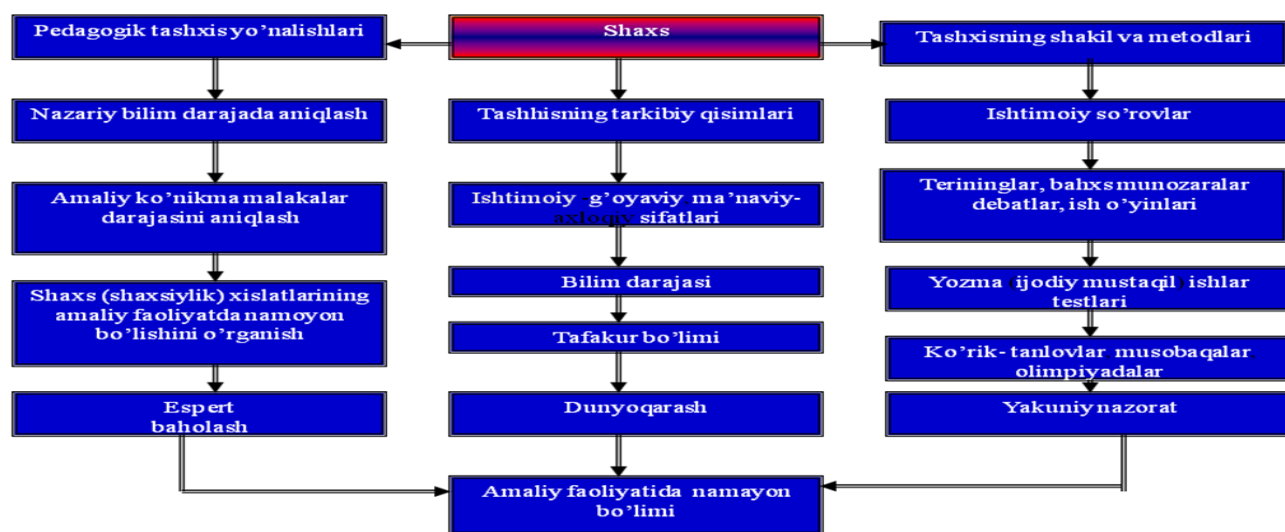 Pedagogik tashxis yo’nalishlari
Nazariy bilim darajada aniqlash
Amaliy ko’nikma malakalar
darajasini aniqlash
Shaxs (shaxsiylik) xislatlarining
amaliy faoliyatda namoyon
bo’lishini o’rganish
Espert
baholash
Shaxs
Tashhisning tarkibiy qisimlari
Ishtimoiy -g’oyaviy, ma’naviy-
axloqiy sifatlari
Bilim darajasi
Tafakur bo’limi
Dunyoqarash
Amaliy faoliyatida namayon
bo’limi
Tashxisning shakil va metodlari
Ishtimoiy so’rovlar
Terininglar, bahxs munozaralar
debatlar, ish o’yinlari
Yozma (ijodiy mustaqil) ishlar
testlari
Ko’rik- tanlovlar, musobaqalar,
olimpiyadalar
Yakuniy nazorat